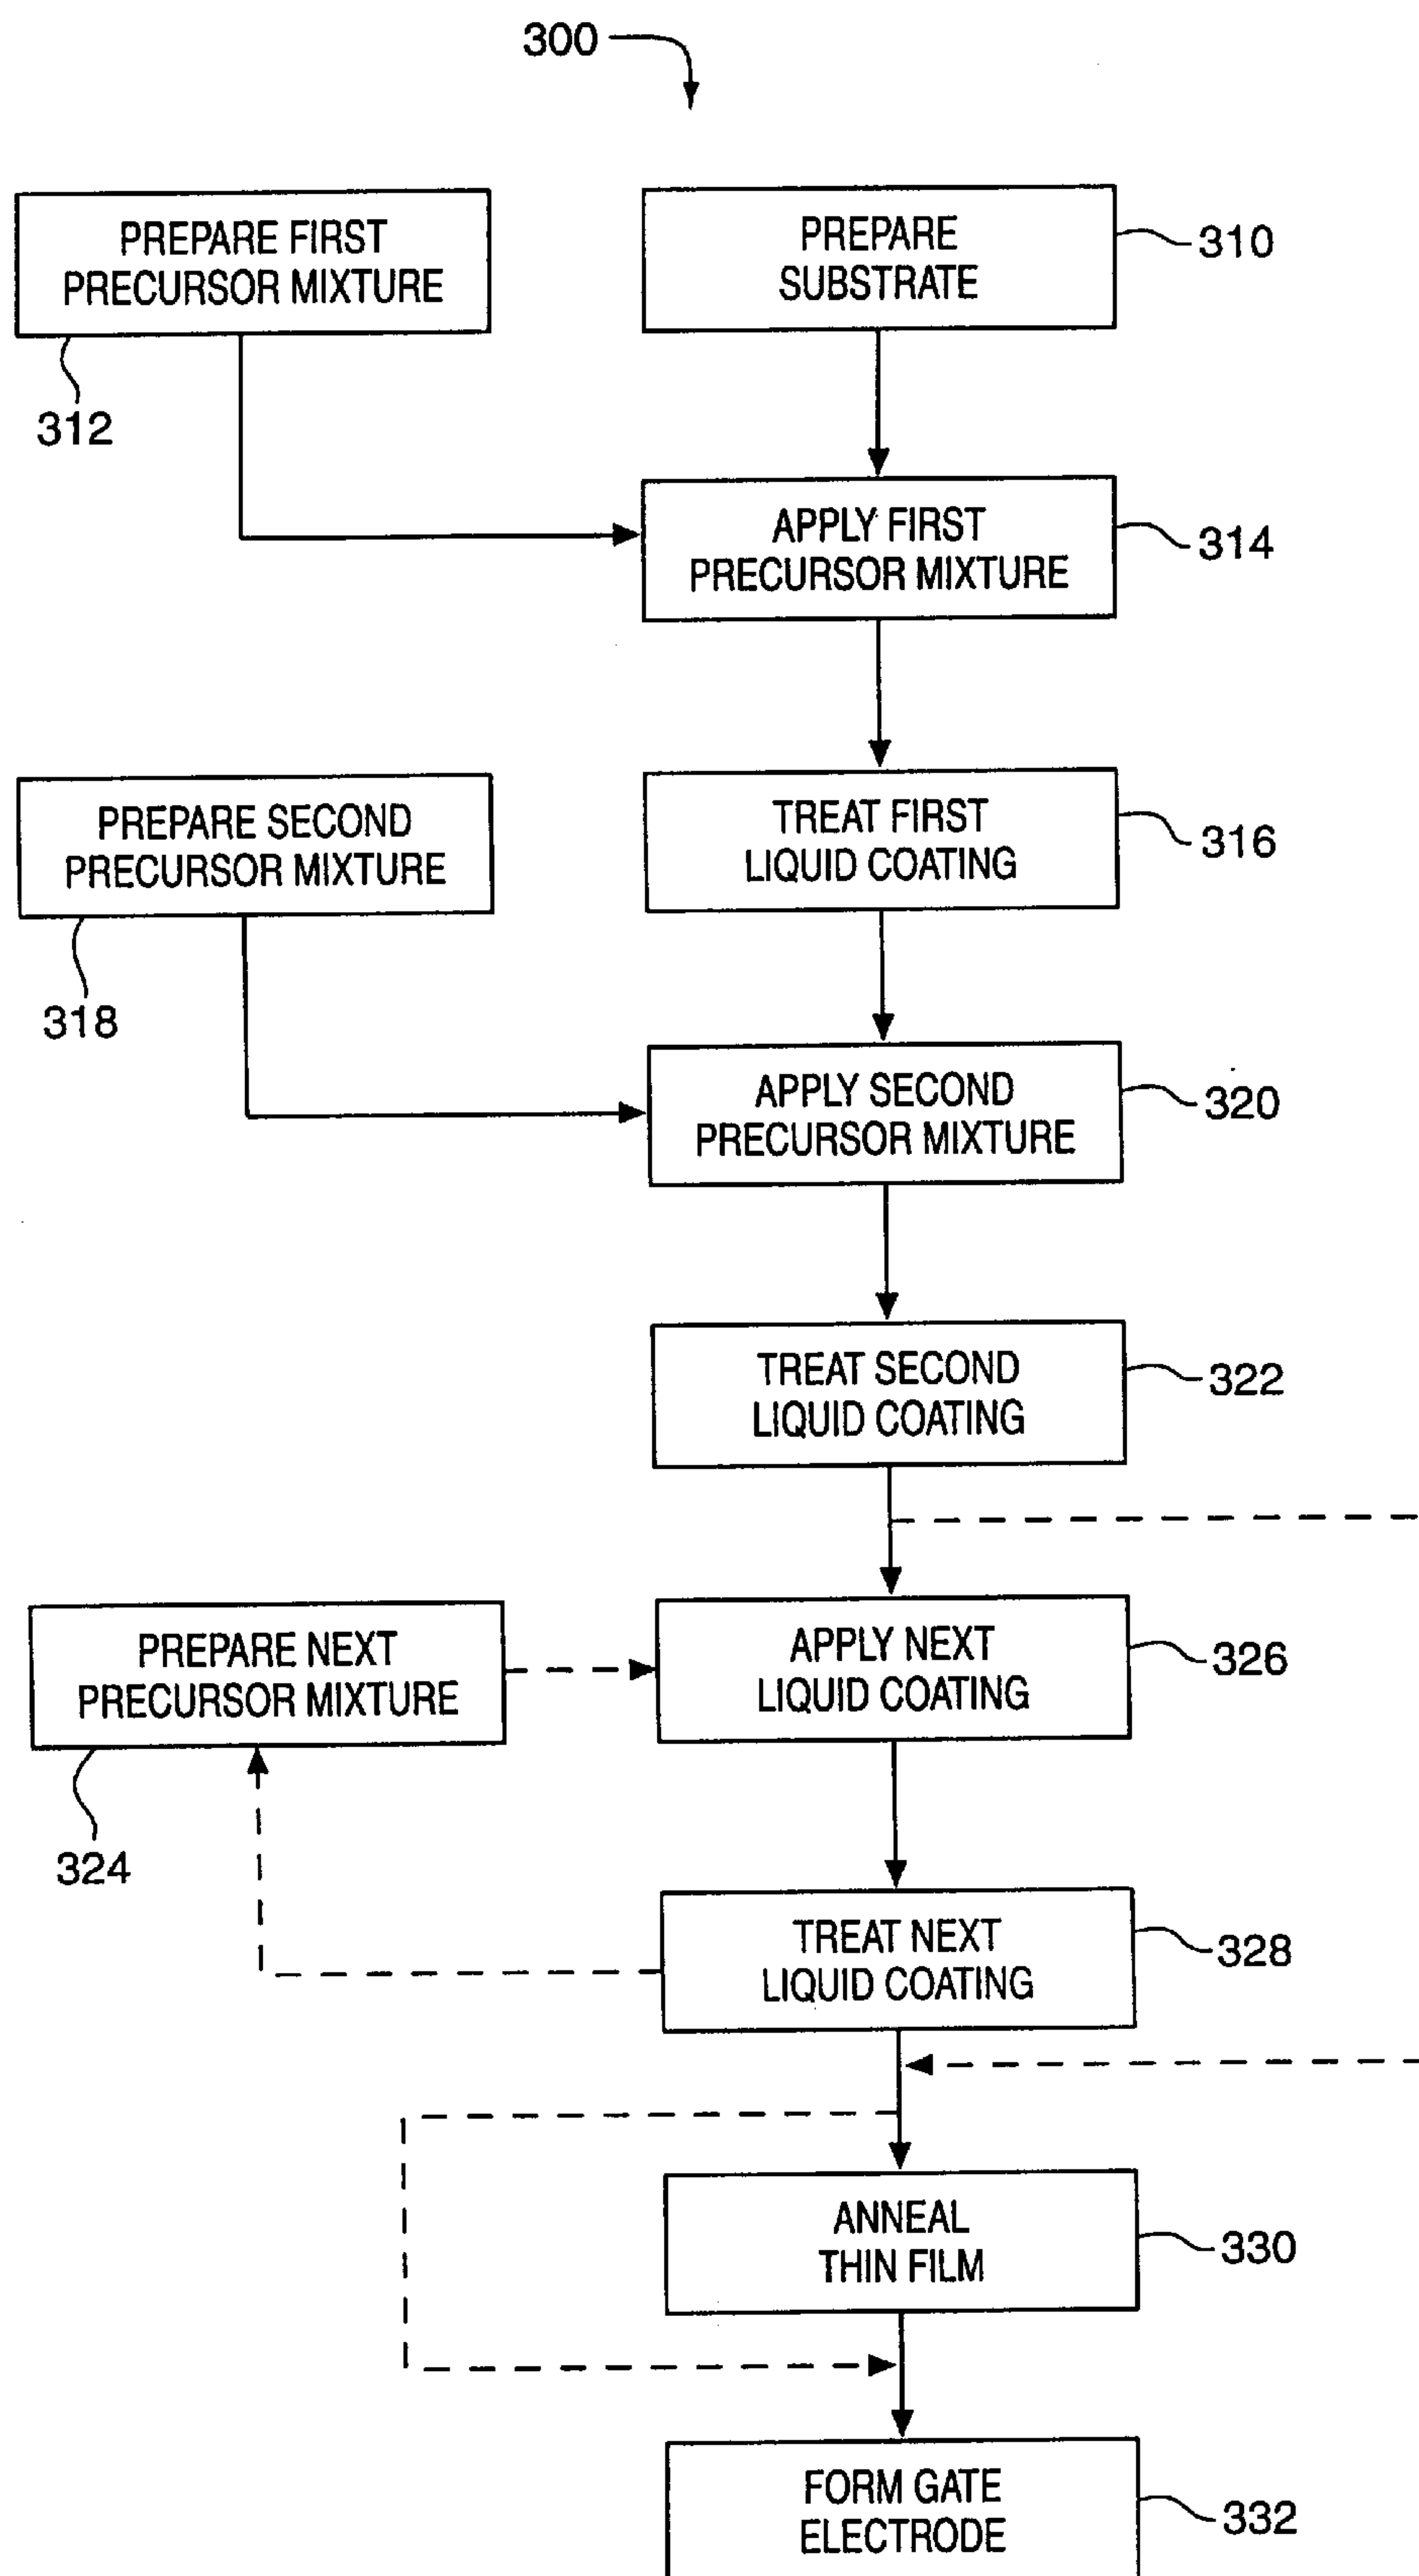 300
PREPARE FIRST
PRECURSOR MIXTURE
312
PREPARE
SUBSTRATE
310
APPLY FIRST
PRECURSOR MIXTURE
314
TREAT FIRST
LIQUID COATING
316
PREPARE SECOND
PRECURSOR MIXTURE
318
APPLY SECOND
PRECURSOR MIXTURE
320
TREAT SECOND
LIQUID COATING
322
PREPARE NEXT
PRECURSOR MIXTURE
324
APPLY NEXT
LIQUID COATING
326
TREAT NEXT
LIQUID COATING
328
ANNEAL
THIN FILM
330
FORM GATE
ELECTRODE
332